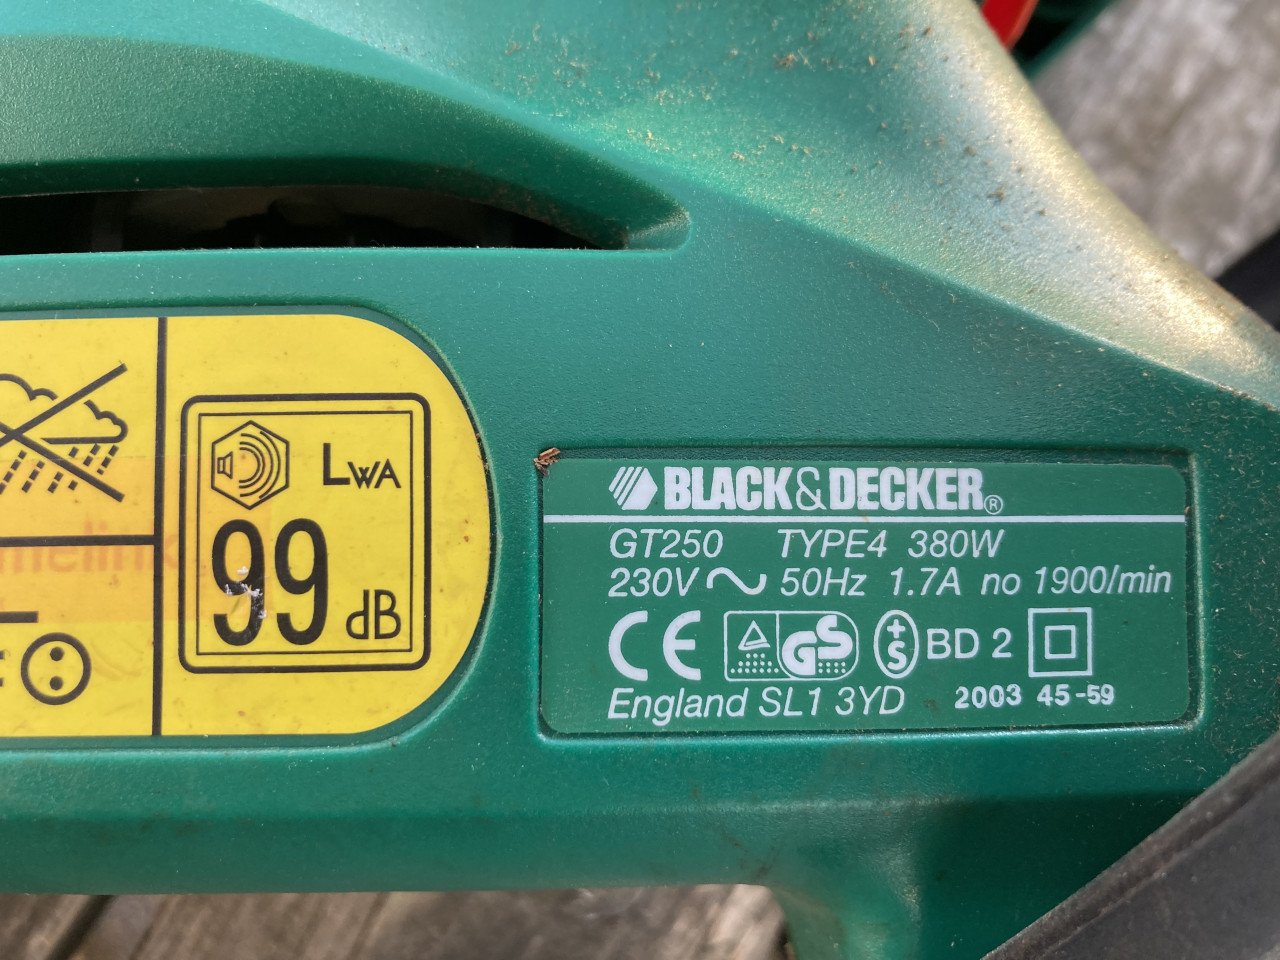 LWA
99 dB
BLACK&DECKER®
GT250 TYPE4 380W
230V 50Hz 1.7A no 1900/min
CE GS +S BD 2
England SL1 3YD 2003 45-59